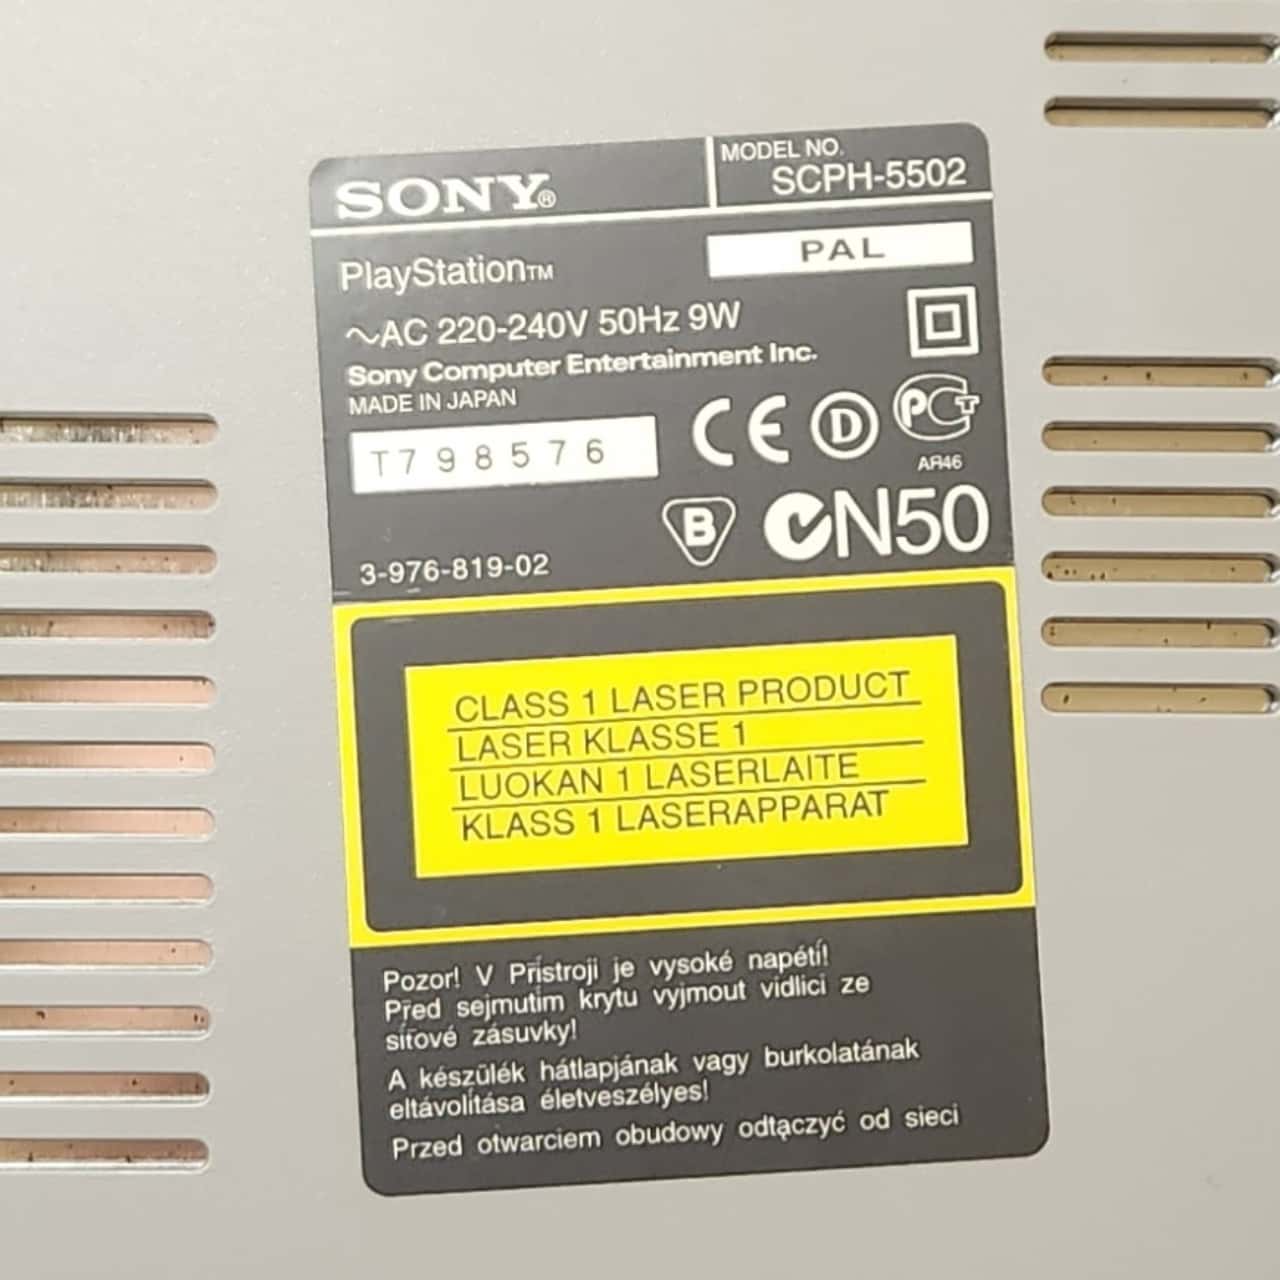 SONY®
MODEL NO.
SCPH-5502
PlayStation™
PAL
~AC 220-240V 50Hz 9W
Sony Computer Entertainment Inc.
MADE IN JAPAN
T798576
CE D PCT
AR46
B N50
3-976-819-02
CLASS 1 LASER PRODUCT
LASER KLASSE 1
LUOKAN 1 LASERLAITE
KLASS 1 LASERAPPARAT
Pozor! V Přístroji je vysoké napétí!
Před sejmutím krytu vyjmout vidlici ze
síťové zásuvky!
A készülék hátlapjának vagy burkolatának
eltávolítása életveszélyes!
Przed otwarciem obudowy odtączyć od sieci